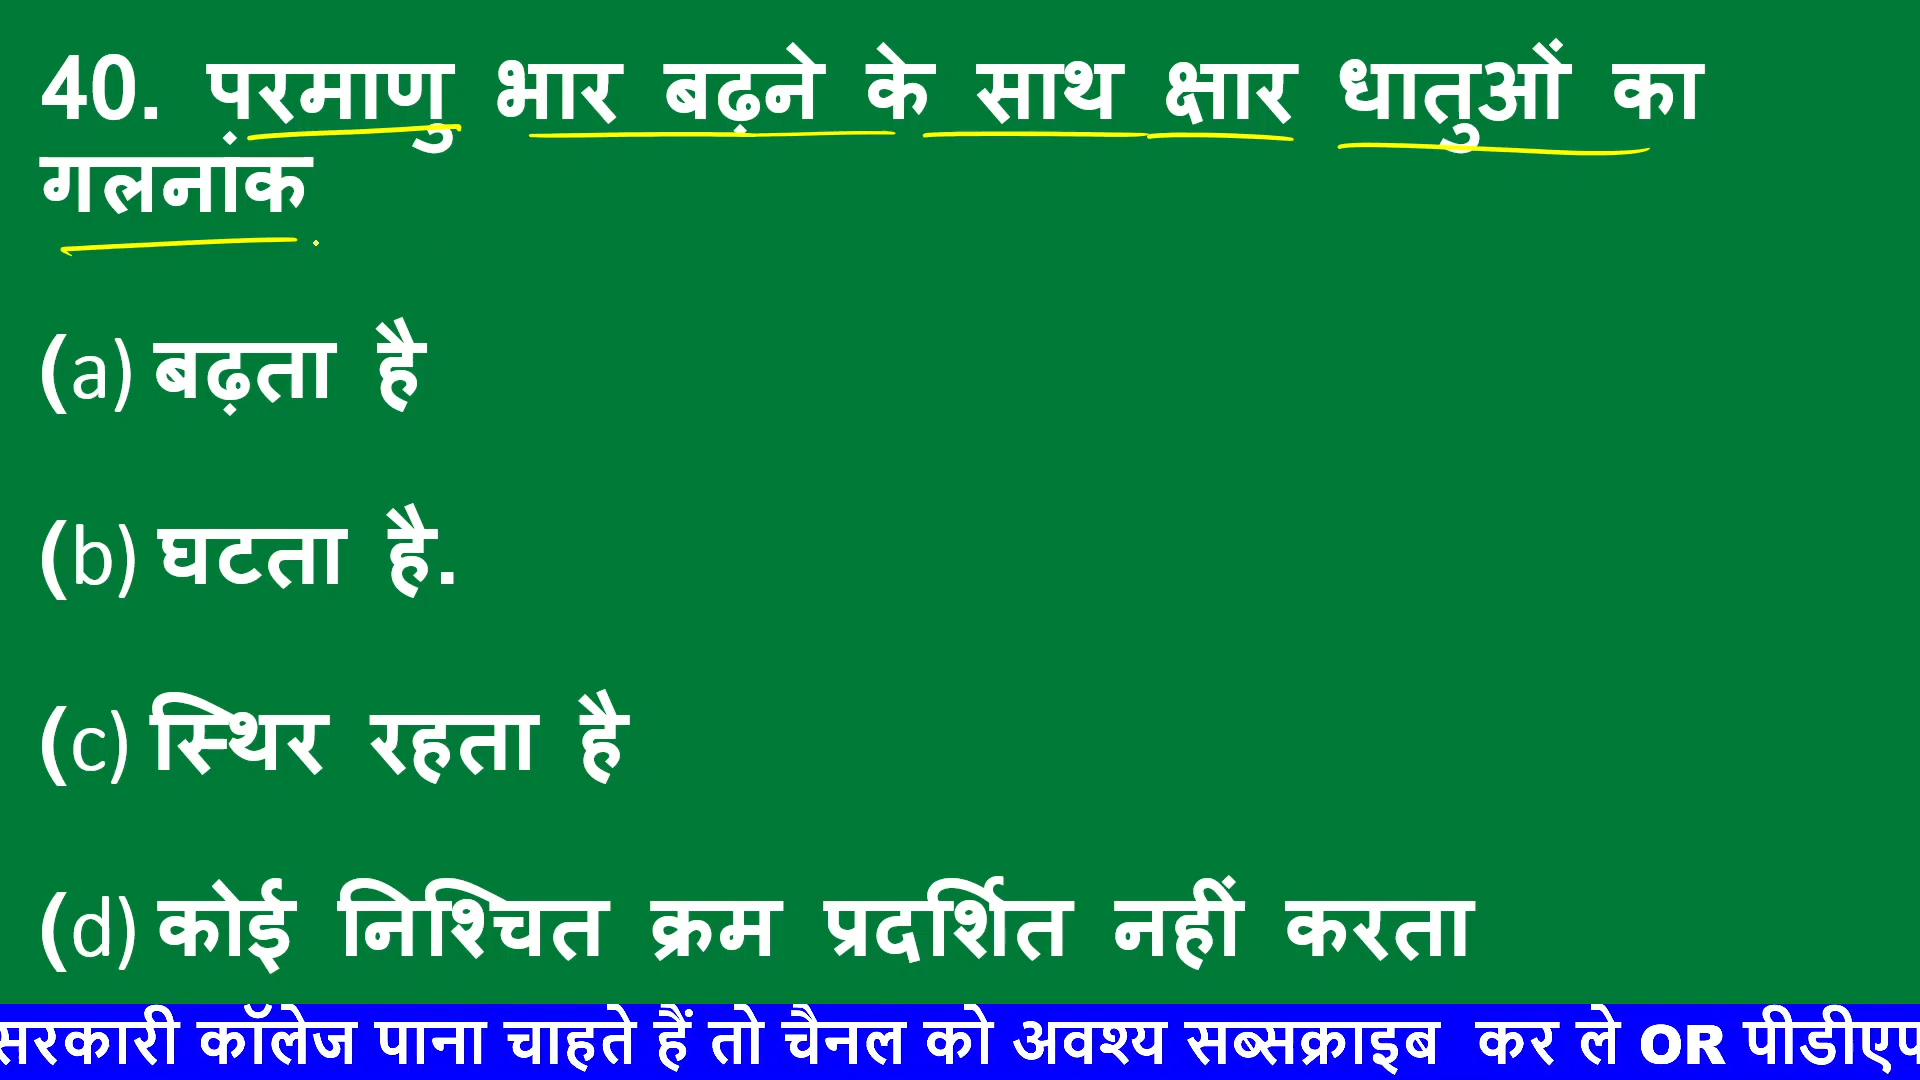 40. परमाणु भार बढ़ने के साथ क्षार धातुओं का
गलनांक
(a) बढ़ता है
(b) घटता है.
(c) स्थिर रहता है
(d) कोई निश्चित क्रम प्रदर्शित नहीं करता
सरकारी कॉलेज पाना चाहते हैं तो चैनल को अवश्य सब्सक्राइब कर ले OR पीडीएफ